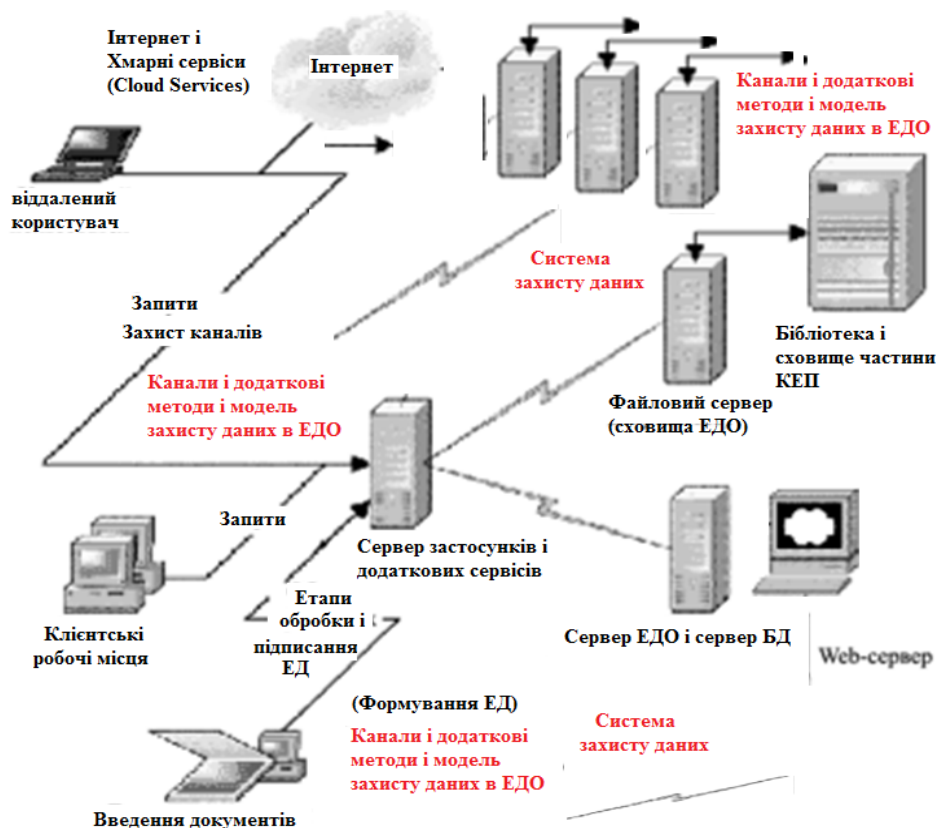 Інтернет і
Хмарні сервіси
(Cloud Services)
Інтернет
Канали і додаткові
методи і модель
захисту даних в ЕДО
віддалений
користувач
Система
захисту даних
Запити
Захист каналів
Бібліотека і
сховище частини
КЕП
Канали і додаткові
методи і модель
захисту даних в ЕДО
Файловий сервер
(сховища ЕДО)
Запити
Сервер застосунків і
додаткових сервісів
Етапи
обробки і
підписання
ЕД
Клієнтські
робочі місця
Сервер ЕДО і сервер БД
Web-сервер
(Формування ЕД)
Канали і додаткові
методи і модель
захисту даних в ЕДО
Система
захисту даних
Введення документів